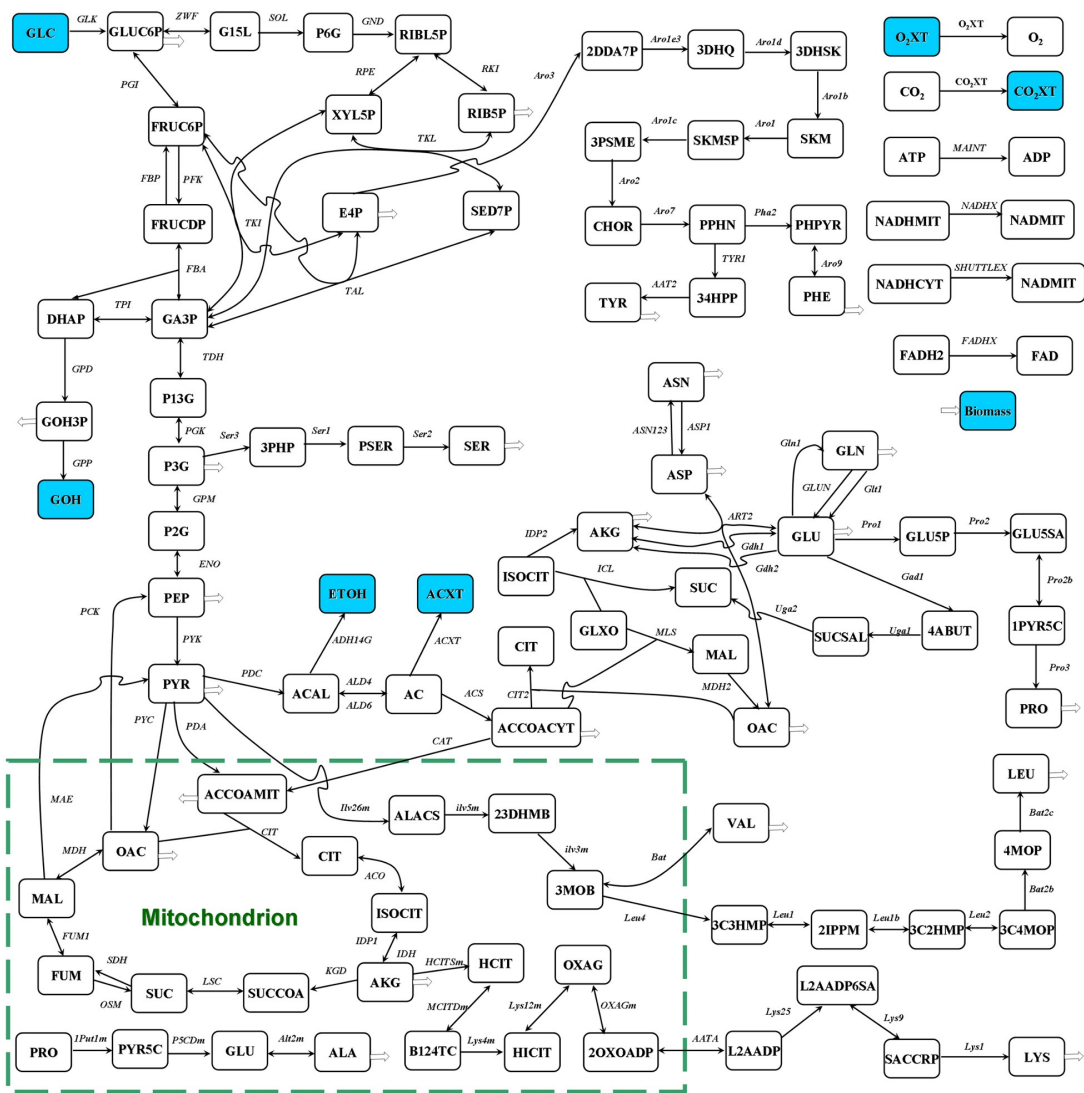 GLC
GLK
GLUC6P
ZWF
G15L
SOL
P6G
GND
RIBL5P
PGI
RPE
RKI
XYL5P
RIB5P
TKL
FRUC6P
FBP
PFK
FRUCDP
TKI
E4P
SED7P
FBA
TAL
DHAP
TPI
GA3P
GPD
TDH
GOH3P
P13G
GPP
PGK
GOH
P3G
Ser3
3PHP
Ser1
PSER
Ser2
SER
GPM
P2G
ENO
PCK
PEP
PYK
PYR
PDC
ACAL
ADH14G
ETOH
ALD4
ALD6
AC
ACXT
ACXT
ACS
ACCOACYT
PYC
PDA
CAT
Aro3
2DDA7P
Aro1e3
3DHQ
Aro1d
3DHSK
Aro1b
3PSME
Aro1c
SKM5P
Aro1
SKM
Aro2
CHOR
Aro7
PPHN
Pha2
PHPYR
TYR1
Aro9
TYR
AAT2
34HPP
PHE
O2XT
O2XT
O2
CO2
CO2XT
CO2XT
ATP
MAINT
ADP
NADHMIT
NADHX
NADMIT
NADHCYT
SHUTTLEX
NADMIT
FADH2
FADHX
FAD
Biomass
ASN
ASN123
ASP1
ASP
Gln1
GLN
GLUN
Glt1
IDP2
AKG
ART2
Gdh1
Gdh2
GLU
Pro1
GLU5P
Pro2
GLU5SA
ISOCIT
ICL
SUC
Uga2
SUCSAL
Uga1
4ABUT
Gad1
Pro2b
1PYR5C
Pro3
PRO
GLXO
MLS
MAL
CIT
CIT2
MDH2
OAC
MAE
ACCOAMIT
Ilv26m
ALACS
ilv5m
23DHMB
MDH
OAC
CIT
CIT
ilv3m
ACO
3MOB
Bat
VAL
MAL
Mitochondrion
ISOCIT
Leu4
3C3HMP
Leu1
2IPPM
Leu1b
3C2HMP
Leu2
3C4MOP
Bat2b
4MOP
Bat2c
LEU
FUM1
IDP1
IDH
FUM
SDH
OSM
SUC
LSC
SUCCOA
KGD
AKG
HCITSm
HCIT
OXAG
MCITDm
Lys12m
OXAGm
PRO
1Put1m
PYR5C
P5CDm
GLU
Alt2m
ALA
B124TC
Lys4m
HICIT
2OXOADP
AATA
L2AADP
Lys25
L2AADP6SA
Lys9
SACCRP
Lys1
LYS